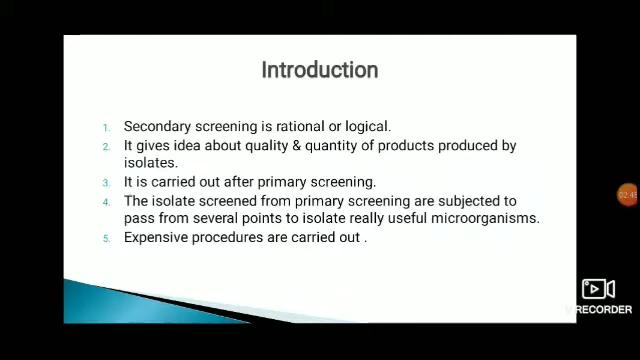 Introduction
1. Secondary screening is rational or logical.
2. It gives idea about quality & quantity of products produced by
isolates.
3. It is carried out after primary screening.
4. The isolate screened from primary screening are subjected to
pass from several points to isolate really useful microorganisms.
5. Expensive procedures are carried out .
RECORDER